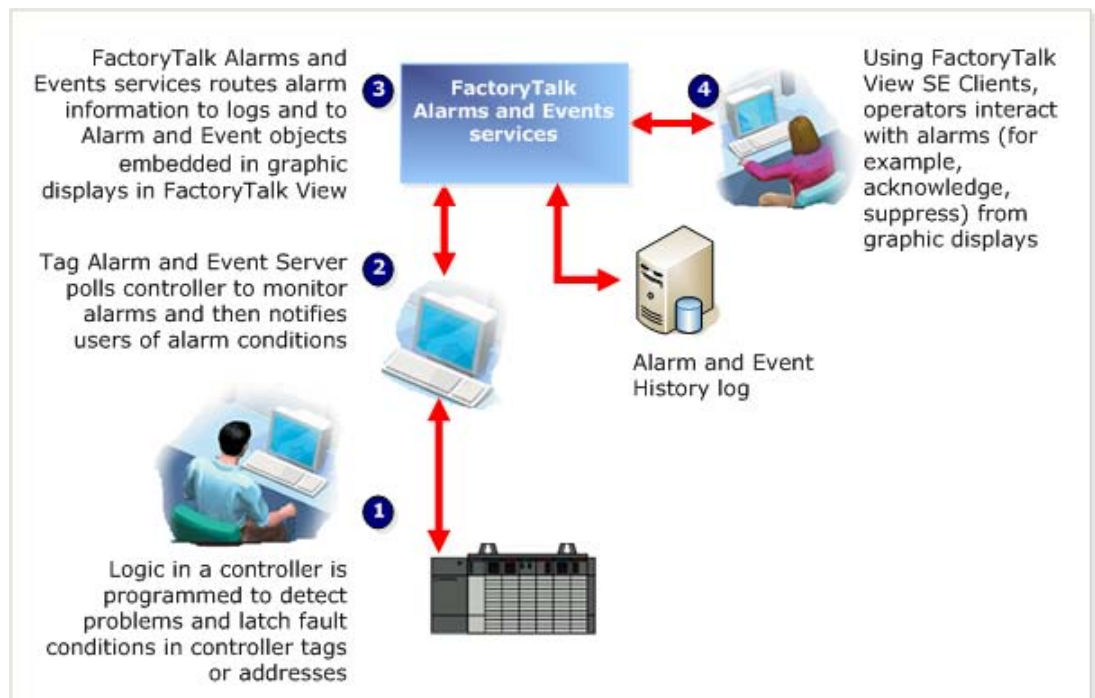 FactoryTalk Alarms and
Events services routes alarm
information to logs and to
Alarm and Event objects
embedded in graphic
displays in FactoryTalk View
3
FactoryTalk
Alarms and Events
services
4
Using FactoryTalk
View SE Clients,
operators interact
with alarms (for
example,
acknowledge,
suppress) from
graphic displays
Tag Alarm and Event Server
polls controller to monitor
alarms and then notifies
users of alarm conditions
2
Alarm and Event
History log
1
Logic in a controller is
programmed to detect
problems and latch fault
conditions in controller tags
or addresses